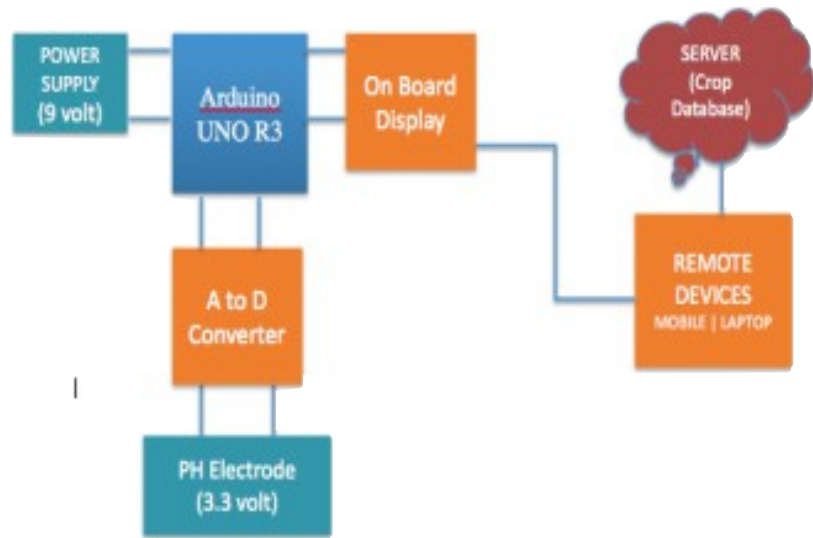 POWER
SUPPLY
(9 volt)
Arduino
UNO R3
On Board
Display
SERVER
(Crop
Database)
A to D
Converter
REMOTE
DEVICES
MOBILE | LAPTOP
PH Electrode
(3.3 volt)